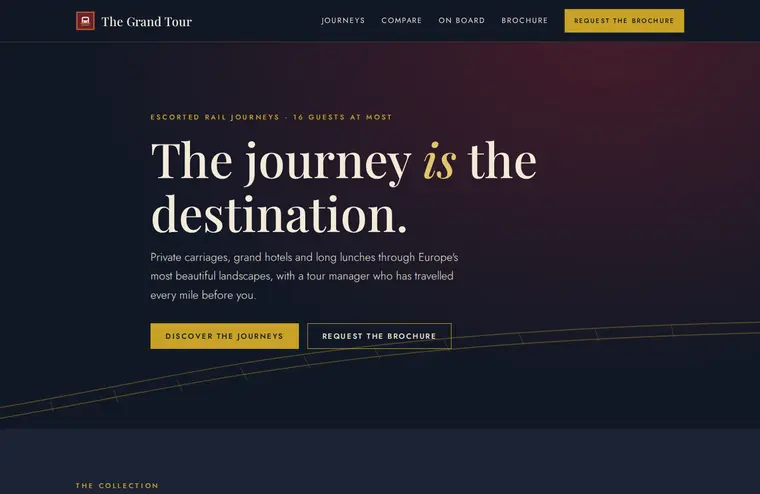 The Grand Tour
JOURNEYS COMPARE ON BOARD BROCHURE REQUEST THE BROCHURE
ESCORTED RAIL JOURNEYS · 16 GUESTS AT MOST
The journey is the
destination.
Private carriages, grand hotels and long lunches through Europe's
most beautiful landscapes, with a tour manager who has travelled
every mile before you.
DISCOVER THE JOURNEYS REQUEST THE BROCHURE
THE COLLECTION